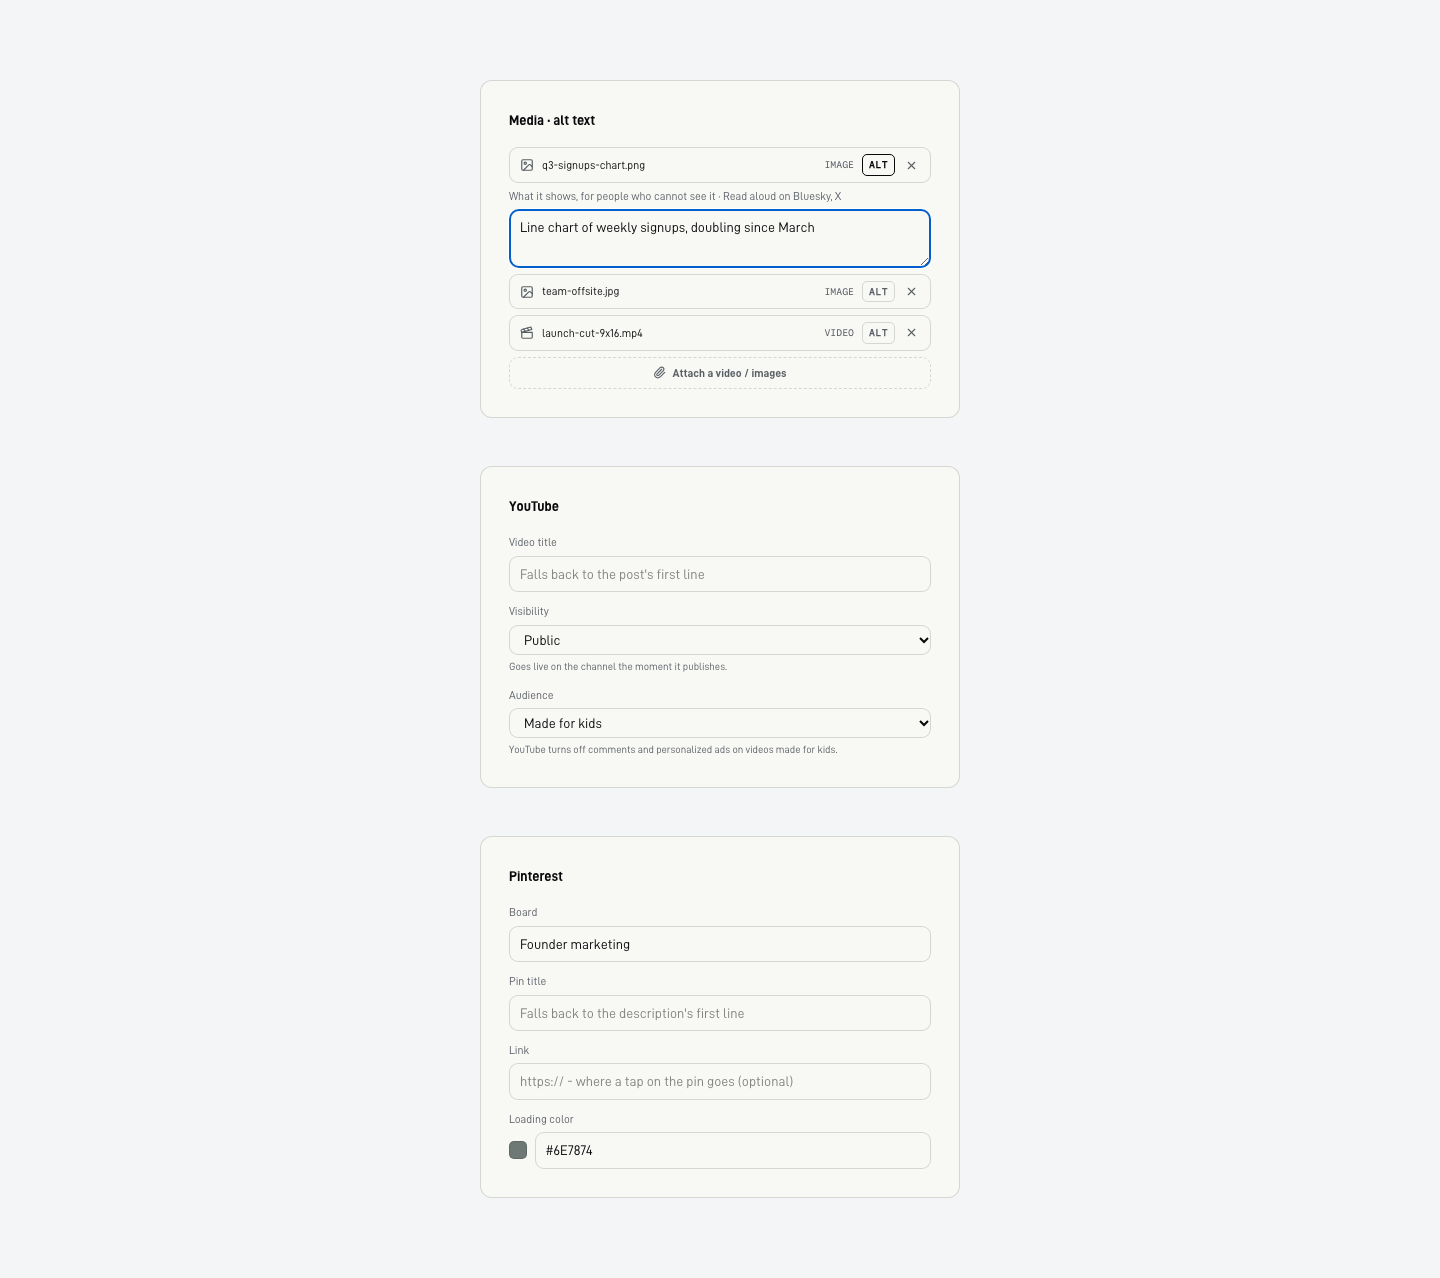 Media · alt text
q3-signups-chart.png IMAGE ALT ×
What it shows, for people who cannot see it · Read aloud on Bluesky, X
Line chart of weekly signups, doubling since March
team-offsite.jpg IMAGE ALT ×
launch-cut-9x16.mp4 VIDEO ALT ×
Attach a video / images
YouTube
Video title
Falls back to the post's first line
Visibility
Public
Goes live on the channel the moment it publishes.
Audience
Made for kids
YouTube turns off comments and personalized ads on videos made for kids.
Pinterest
Board
Founder marketing
Pin title
Falls back to the description's first line
Link
https:// - where a tap on the pin goes (optional)
Loading color
#6E7874